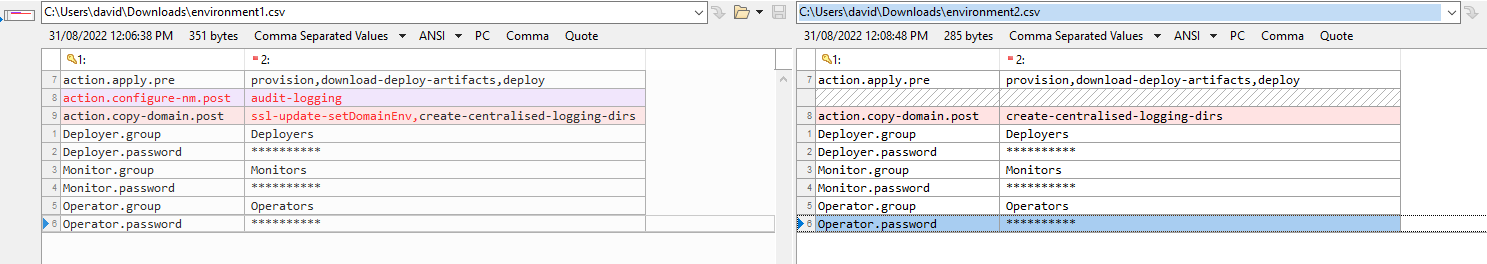 C:\Users\david\Downloads\environment1.csv
31/08/2022 12:06:38 PM 351 bytes Comma Separated Values ANSI PC Comma Quote
1: = 2:
7 action.apply.pre provision,download-deploy-artifacts,deploy
8 action.configure-nm.post audit-logging
9 action.copy-domain.post ssl-update-setDomainEnv,create-centralised-logging-dirs
1 Deployer.group Deployers
2 Deployer.password **********
3 Monitor.group Monitors
4 Monitor.password **********
5 Operator.group Operators
6 Operator.password **********
C:\Users\david\Downloads\environment2.csv
31/08/2022 12:08:48 PM 285 bytes Comma Separated Values ANSI PC Comma Quote
1: = 2:
7 action.apply.pre provision,download-deploy-artifacts,deploy
8 action.copy-domain.post create-centralised-logging-dirs
1 Deployer.group Deployers
2 Deployer.password **********
3 Monitor.group Monitors
4 Monitor.password **********
5 Operator.group Operators
6 Operator.password **********